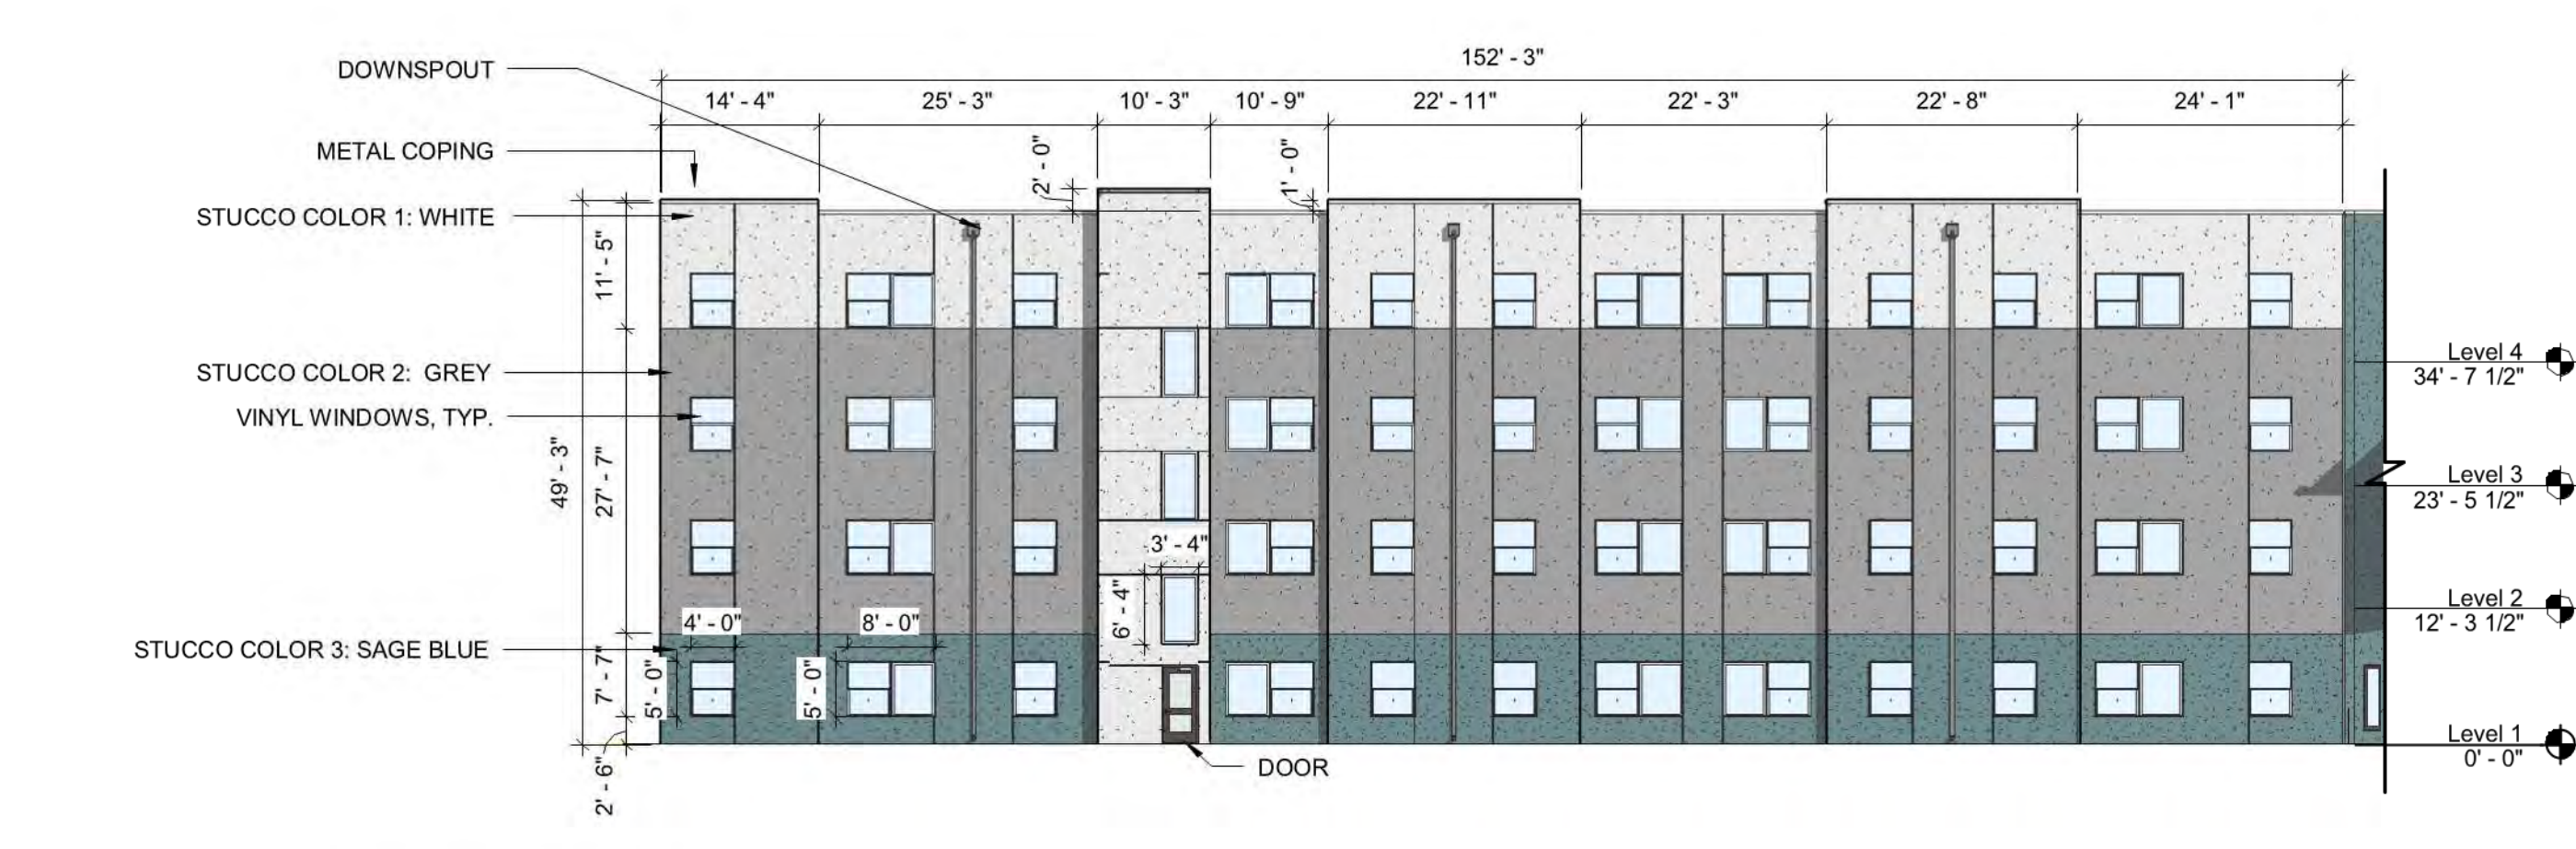 152' - 3"
DOWNSPOUT
14' - 4"
25' - 3"
10' - 3"
10' - 9"
22' - 11"
22' - 3"
22' - 8"
24' - 1"
METAL COPING
2' - 0"
1' - 0"
STUCCO COLOR 1: WHITE
11' - 5"
Level 4
34' - 7 1/2"
STUCCO COLOR 2:  GREY
VINYL WINDOWS, TYP.
49' - 3"
27' - 7"
Level 3
23' - 5 1/2"
3' - 4"
6' - 4"
Level 2
12' - 3 1/2"
4' - 0"
8' - 0"
STUCCO COLOR 3: SAGE BLUE
7' - 7"
5' - 0"
5' - 0"
Level 1
0' - 0"
DOOR
2' - 6"